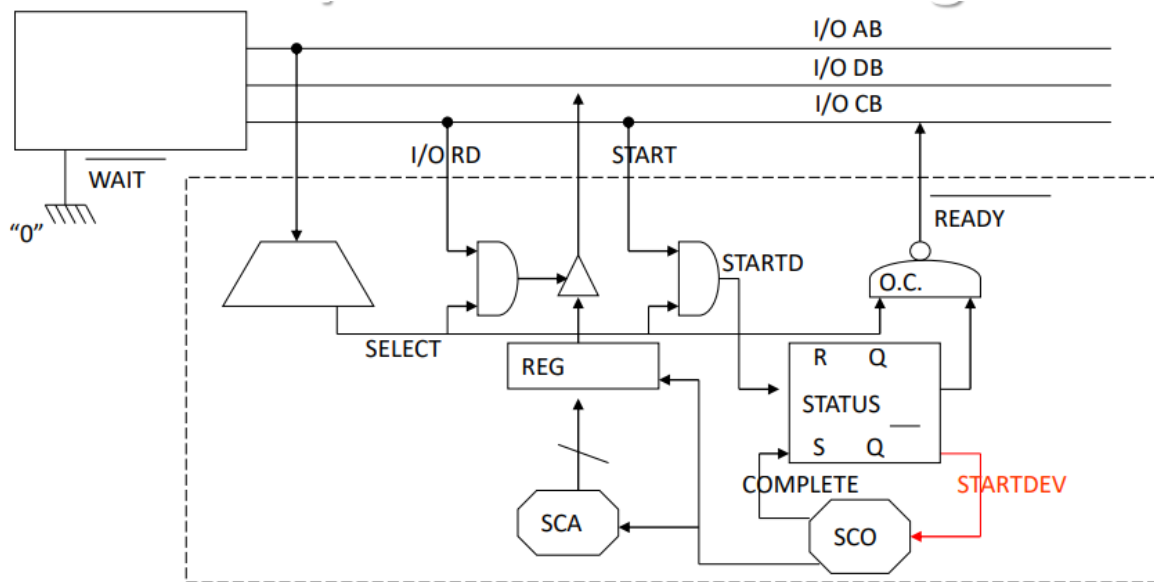 I/O AB
I/O DB
I/O CB
I/O RD
START
WAIT
READY
"0"
STARTD
O.C.
SELECT
REG
R Q
STATUS
S Q
COMPLETE
STARTDEV
SCA
SCO